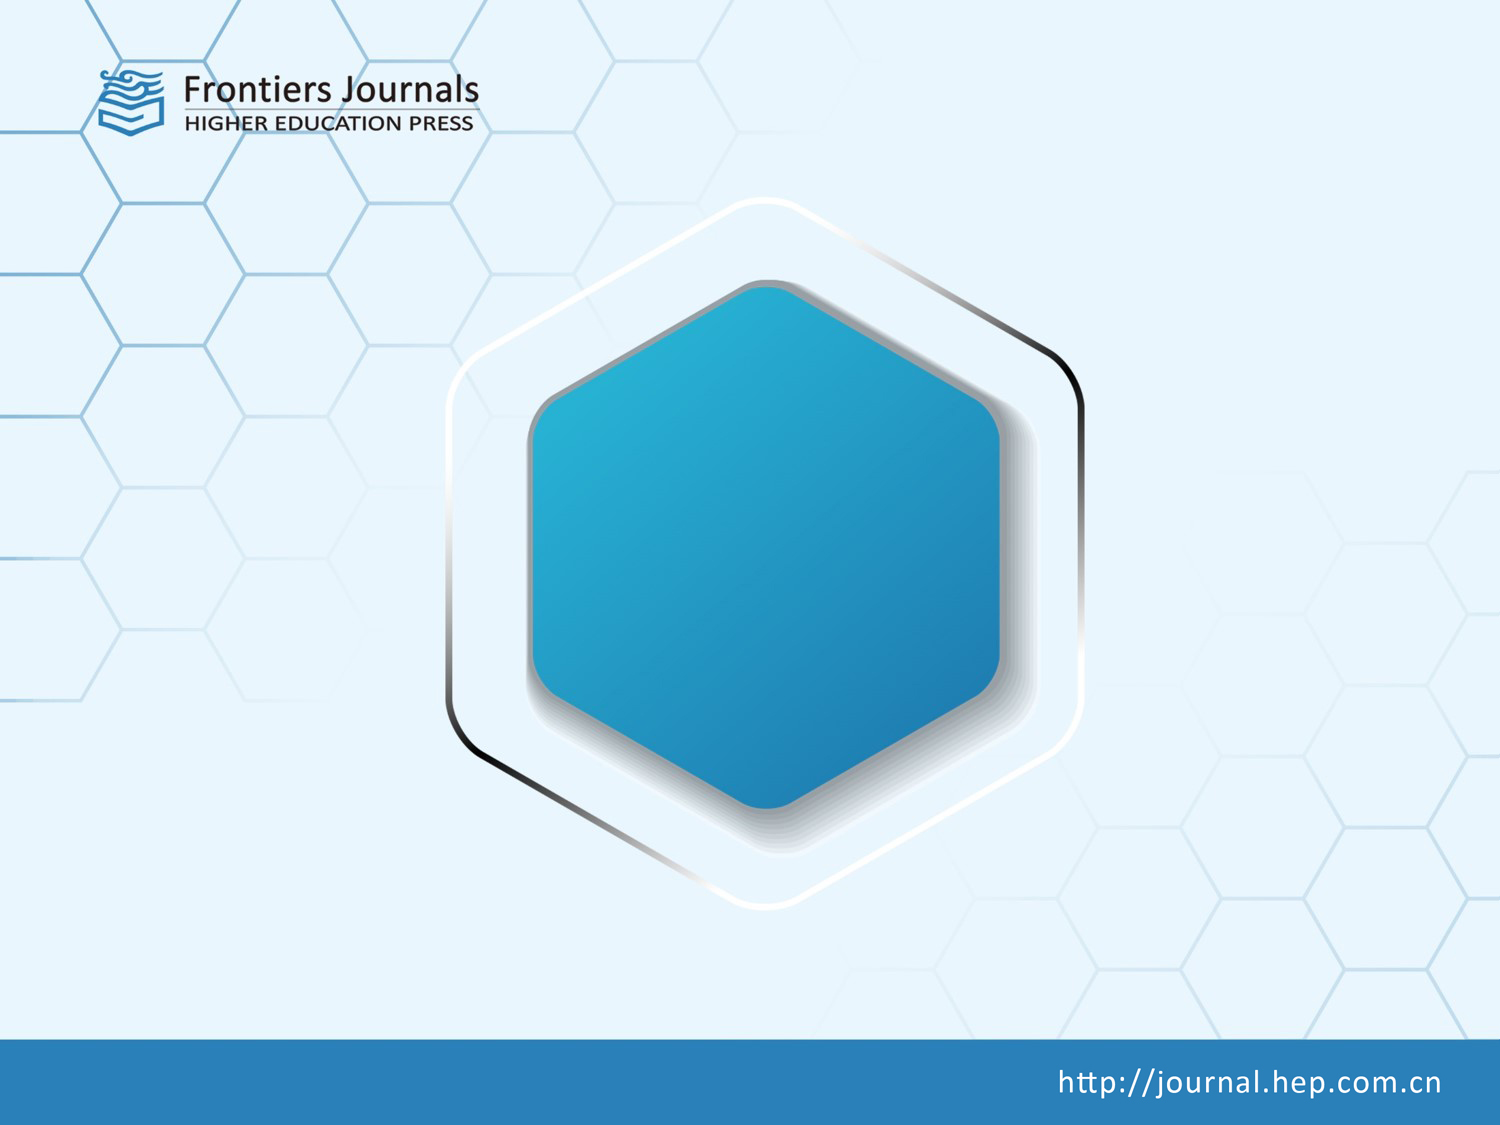 Frontiers Journals
HIGHER EDUCATION PRESS
http://journal.hep.com.cn